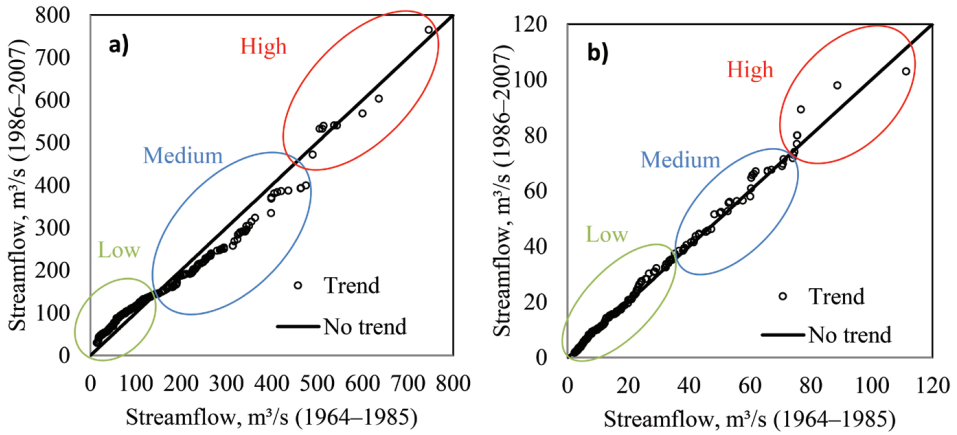 a)
Streamflow, m³/s (1986–2007)
800
700
600
500
400
300
200
100
0
High
Medium
Low
Trend
No trend
0 100 200 300 400 500 600 700 800
Streamflow, m³/s (1964–1985)
b)
Streamflow, m³/s (1986–2007)
120
100
80
60
40
20
0
High
Medium
Low
Trend
No trend
0 20 40 60 80 100 120
Streamflow, m³/s (1964–1985)